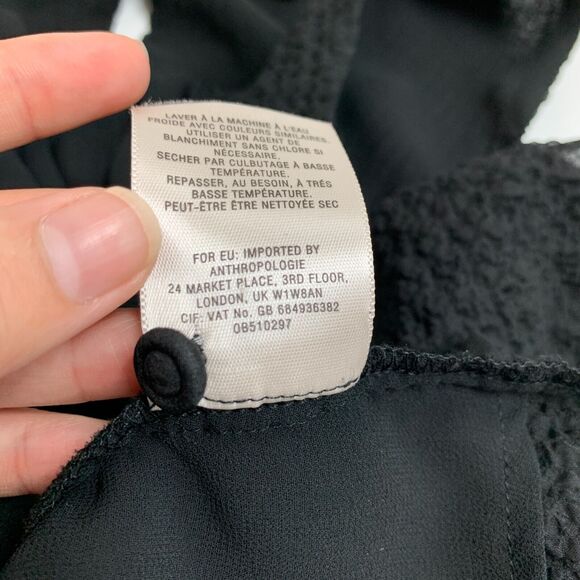 LAVER À LA MACHINE À L'EAU
FROIDE AVEC COULEURS SIMILAIRES.
UTILISER UN AGENT DE
BLANCHIMENT SANS CHLORE SI
NÉCESSAIRE.
SECHER PAR CULBUTAGE À BASSE
TEMPÉRATURE.
REPASSER, AU BESOIN, À TRÉS
BASSE TEMPÉRATURE.
PEUT-ÊTRE ÊTRE NETTOYÉE SEC
FOR EU: IMPORTED BY
ANTHROPOLOGIE
24 MARKET PLACE, 3RD FLOOR,
LONDON, UK W1W8AN
CIF: VAT No. GB 684936382
OB510297